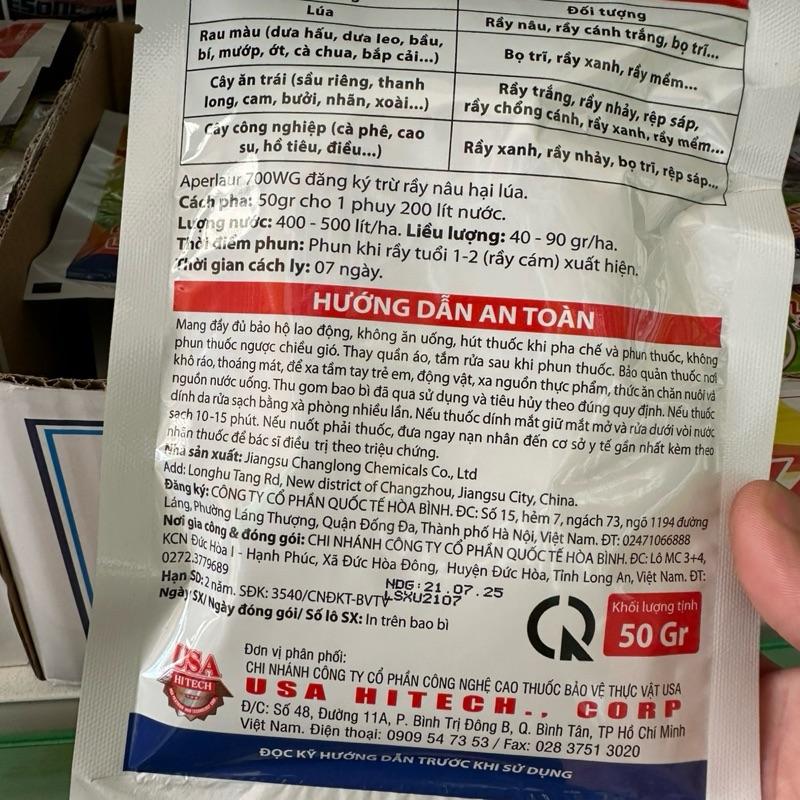 Lúa
Đối tượng
Rầy nâu, rầy cánh trắng, bọ trĩ...
Rau màu (dưa hấu, dưa leo, bầu,
bí, mướp, ớt, cà chua, bắp cải...)
Bọ trĩ, rầy xanh, rầy mềm...
Cây ăn trái (sầu riêng, thanh
long, cam, bưởi, nhãn, xoài...)
Rầy trắng, rầy nhảy, rệp sáp,
rầy chổng cánh, rầy xanh, rầy mềm...
Cây công nghiệp (cà phê, cao
su, hồ tiêu, điều...)
Rầy xanh, rầy nhảy, bọ trĩ, rệp sáp...
Aperlaur 700WG đăng ký trừ rầy nâu hại lúa.
Cách pha: 50gr cho 1 phuy 200 lít nước.
Lượng nước: 400 - 500 lít/ha. Liều lượng: 40 - 90 gr/ha.
Thời điểm phun: Phun khi rầy tuổi 1-2 (rầy cám) xuất hiện.
Thời gian cách ly: 07 ngày.
HƯỚNG DẪN AN TOÀN
Mang đầy đủ bảo hộ lao động, không ăn uống, hút thuốc khi pha chế và phun thuốc, không
phun thuốc ngược chiều gió. Thay quần áo, tắm rửa sau khi phun thuốc. Bảo quản thuốc nơi
khô ráo, thoáng mát, để xa tầm tay trẻ em, động vật, xa nguồn thực phẩm, thức ăn chăn nuôi và
nguồn nước uống. Thu gom bao bì đã qua sử dụng và tiêu hủy theo đúng quy định. Nếu thuốc
dính da rửa sạch bằng xà phòng nhiều lần. Nếu thuốc dính mắt giữ mắt mở và rửa dưới vòi nước
sạch 10-15 phút. Nếu nuốt phải thuốc, đưa ngay nạn nhân đến cơ sở y tế gần nhất kèm theo
nhãn thuốc để bác sĩ điều trị theo triệu chứng.
Nhà sản xuất: Jiangsu Changlong Chemicals Co., Ltd
Add: Longhu Tang Rd, New district of Changzhou, Jiangsu City, China.
Đăng ký: CÔNG TY CỔ PHẦN QUỐC TẾ HÒA BÌNH. ĐC: Số 15, hẻm 7, ngách 73, ngõ 1194 đường
Láng, Phường Láng Thượng, Quận Đống Đa, Thành phố Hà Nội, Việt Nam. ĐT: 02471066888
Nơi gia công & đóng gói: CHI NHÁNH CÔNG TY CỔ PHẦN QUỐC TẾ HÒA BÌNH. ĐC: Lô MC 3+4,
KCN Đức Hòa I - Hạnh Phúc, Xã Đức Hòa Đông, Huyện Đức Hòa, Tỉnh Long An, Việt Nam. ĐT:
0272.3779689
Hạn SD: 2 năm. SĐK: 3540/CNĐKT-BVTV
NDG: 21.07.25
LSXU2107
Ngày SX/ Ngày đóng gói/ Số lô SX: In trên bao bì
Khối lượng tịnh
50 Gr
USA
HITECH
Đơn vị phân phối:
CHI NHÁNH CÔNG TY CỔ PHẦN CÔNG NGHỆ CAO THUỐC BẢO VỆ THỰC VẬT USA
USA HITECH., CORP
Đ/C: Số 48, Đường 11A, P. Bình Trị Đông B, Q. Bình Tân, TP Hồ Chí Minh
Việt Nam. Điện thoại: 0909 54 73 53 / Fax: 028 3751 3020
ĐỌC KỸ HƯỚNG DẪN TRƯỚC KHI SỬ DỤNG